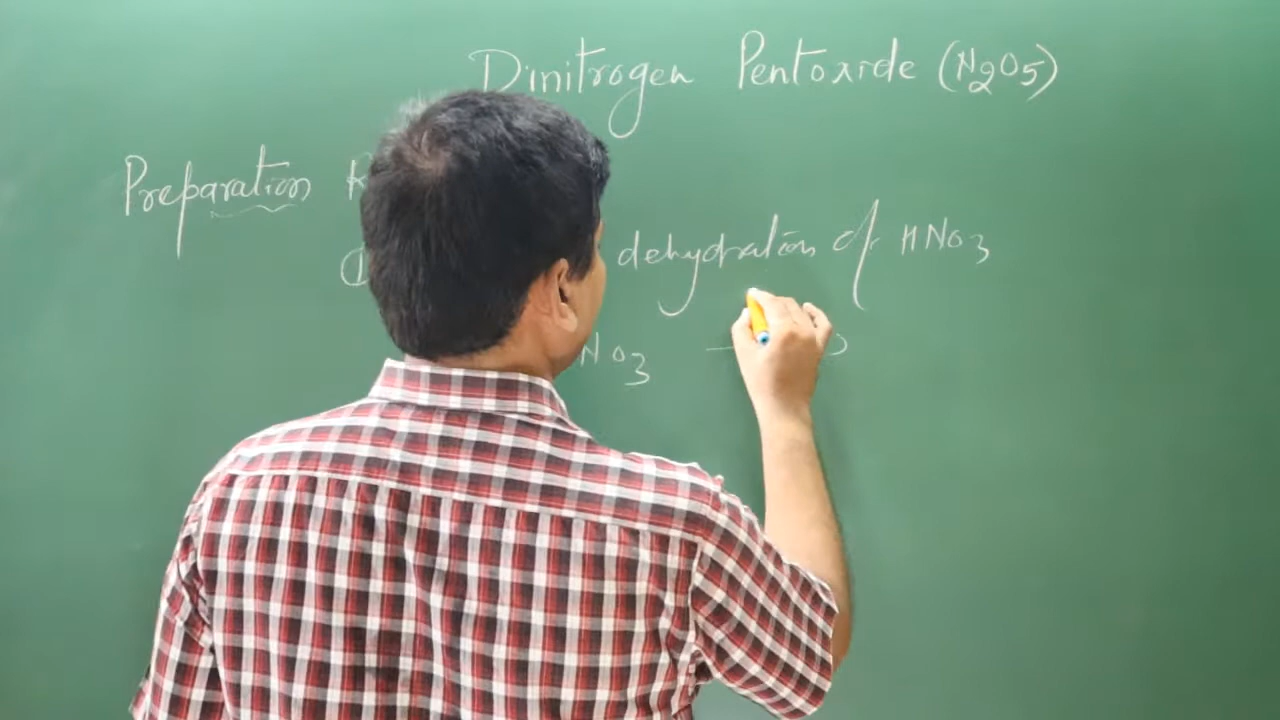 Dinitrogen Pentoxide (N2O5)
Preparation
dehydration of HNO3
NO3